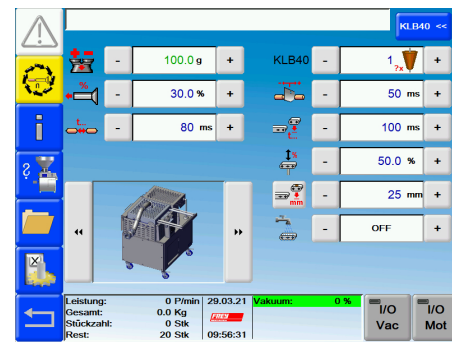 KLB40 <<
- 100.0 g +
KLB40 - 1 ?x +
% - 30.0 % +
- 50 ms +
t... - 80 ms +
t... - 100 ms +
% - 50.0 % +
mm - 25 mm +
- OFF +
n
i
?
X
Leistung: 0 P/min
Gesamt: 0.0 Kg
Stückzahl: 0 Stk
Rest: 20 Stk
29.03.21
FREY
09:56:31
Vakuum: 0 %
I/O
Vac
I/O
Mot